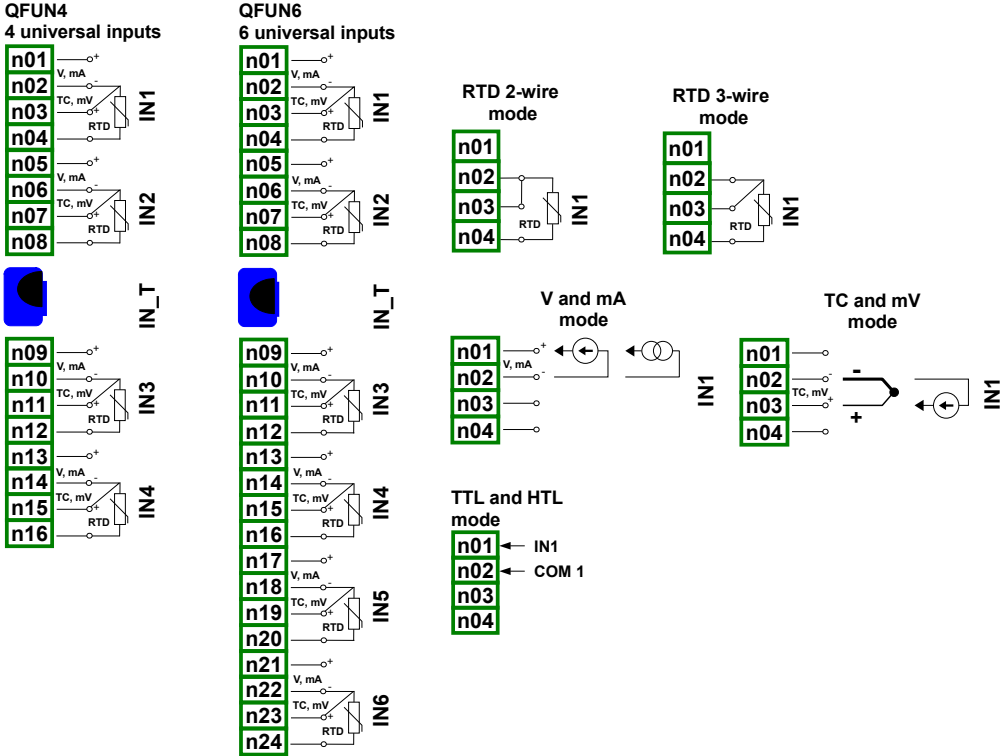 QFUN4
4 universal inputs
n01
+
V, mA
n02
-
TC, mV
n03
+
RTD
n04
IN1
n05
+
V, mA
n06
-
TC, mV
n07
+
RTD
n08
IN2
IN_T
n09
+
V, mA
n10
-
TC, mV
n11
+
RTD
n12
IN3
n13
+
V, mA
n14
-
TC, mV
n15
+
RTD
n16
IN4
QFUN6
6 universal inputs
n01
+
V, mA
n02
-
TC, mV
n03
+
RTD
n04
IN1
n05
+
V, mA
n06
-
TC, mV
n07
+
RTD
n08
IN2
IN_T
n09
+
V, mA
n10
-
TC, mV
n11
+
RTD
n12
IN3
n13
+
V, mA
n14
-
TC, mV
n15
+
RTD
n16
IN4
n17
+
V, mA
n18
-
TC, mV
n19
+
RTD
n20
IN5
n21
+
V, mA
n22
-
TC, mV
n23
+
RTD
n24
IN6
RTD 2-wire
mode
n01
n02
n03
RTD
n04
IN1
RTD 3-wire
mode
n01
n02
n03
RTD
n04
IN1
V and mA
mode
n01
+
V, mA
n02
-
n03
n04
IN1
TC and mV
mode
n01
n02
-
-
TC, mV
n03
+
+
n04
IN1
TTL and HTL
mode
n01 IN1
n02 COM 1
n03
n04